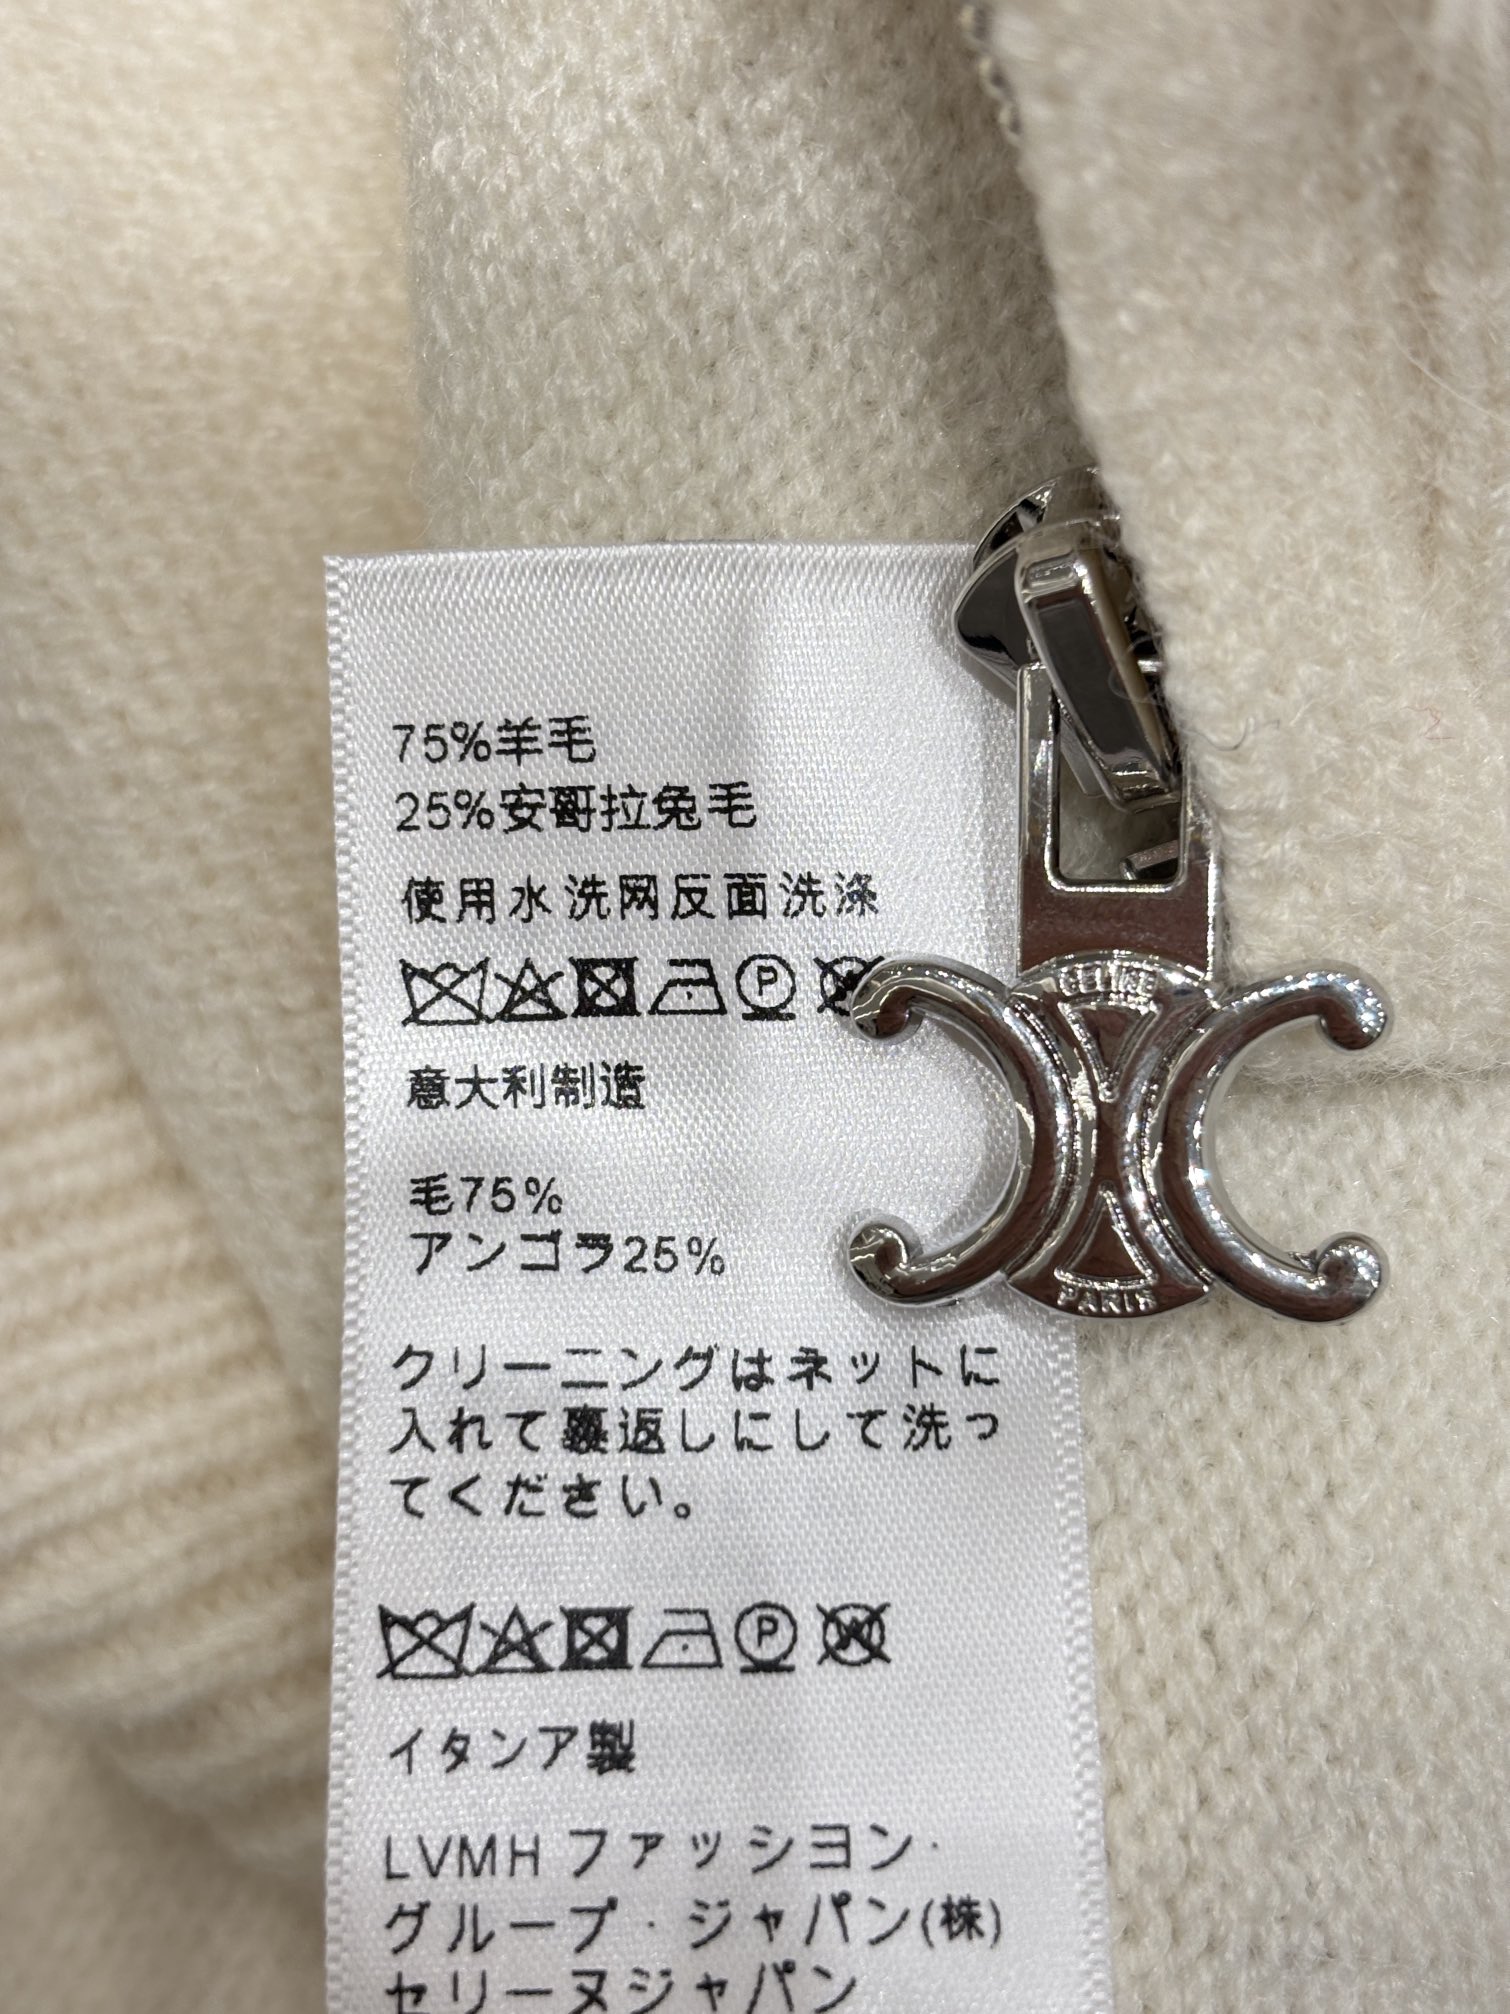 75%羊毛
25%安哥拉兔毛
使用水洗网反面洗涤
P
意大利制造
毛75%
アンゴラ25%
クリーニングはネットに
入れて裏返しにして洗っ
てください。
P W
イタンア製
LVMH ファッション·
グループ · ジャパン(株)
セリーヌジャパン
CELINE
PARIS